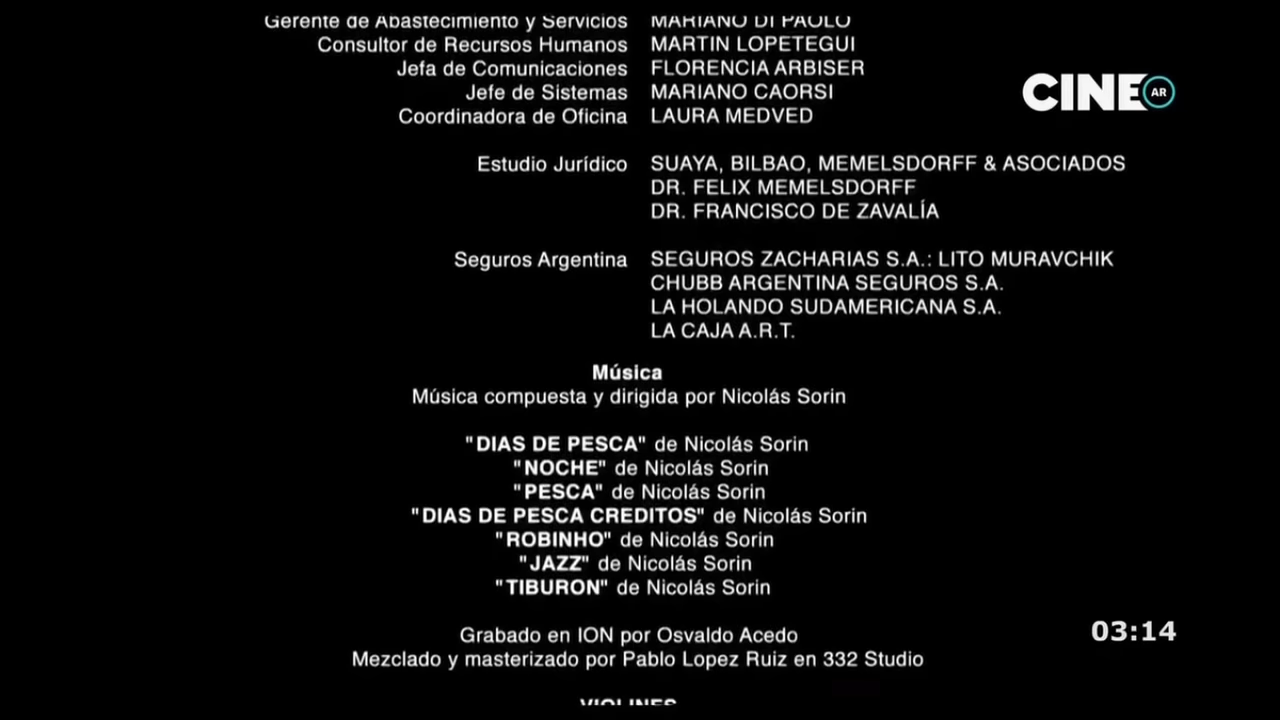 Gerente de Abastecimiento y Servicios MARIANO DI PAOLO
Consultor de Recursos Humanos MARTIN LOPETEGUI
Jefa de Comunicaciones FLORENCIA ARBISER
Jefe de Sistemas MARIANO CAORSI
Coordinadora de Oficina LAURA MEDVED
CINE AR
Estudio Jurídico SUAYA, BILBAO, MEMELSDORFF & ASOCIADOS
DR. FELIX MEMELSDORFF
DR. FRANCISCO DE ZAVALÍA
Seguros Argentina SEGUROS ZACHARIAS S.A.: LITO MURAVCHIK
CHUBB ARGENTINA SEGUROS S.A.
LA HOLANDO SUDAMERICANA S.A.
LA CAJA A.R.T.
Música
Música compuesta y dirigida por Nicolás Sorin
"DIAS DE PESCA" de Nicolás Sorin
"NOCHE" de Nicolás Sorin
"PESCA" de Nicolás Sorin
"DIAS DE PESCA CREDITOS" de Nicolás Sorin
"ROBINHO" de Nicolás Sorin
"JAZZ" de Nicolás Sorin
"TIBURON" de Nicolás Sorin
Grabado en ION por Osvaldo Acedo
03:14
Mezclado y masterizado por Pablo Lopez Ruiz en 332 Studio
VIOLINES